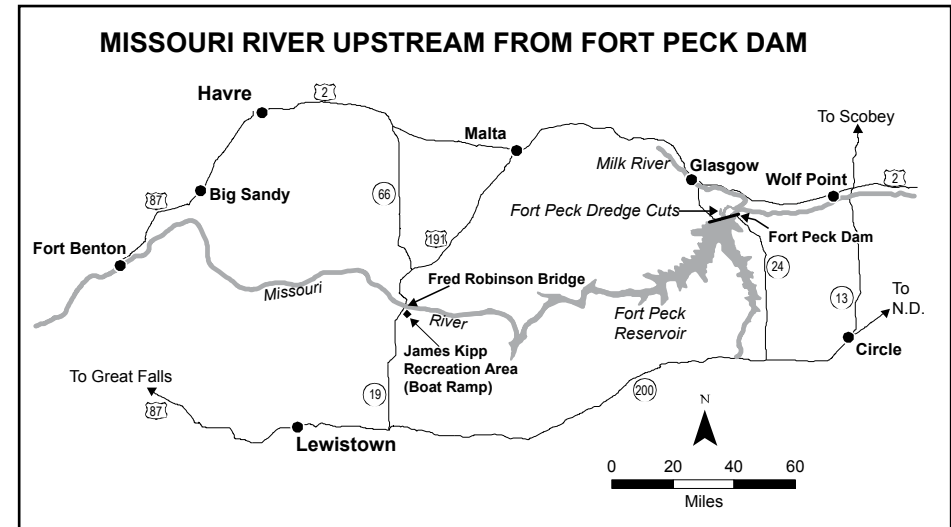 MISSOURI RIVER UPSTREAM FROM FORT PECK DAM
Havre
2
To Scobey
Malta
Milk River
Glasgow
Wolf Point
2
66
87
Big Sandy
Fort Peck Dredge Cuts
Fort Peck Dam
191
Fort Benton
24
Fred Robinson Bridge
Missouri
River
13
To
N.D.
Fort Peck
Reservoir
James Kipp
Recreation Area
(Boat Ramp)
Circle
To Great Falls
87
19
200
Lewistown
N
0 20 40 60
Miles